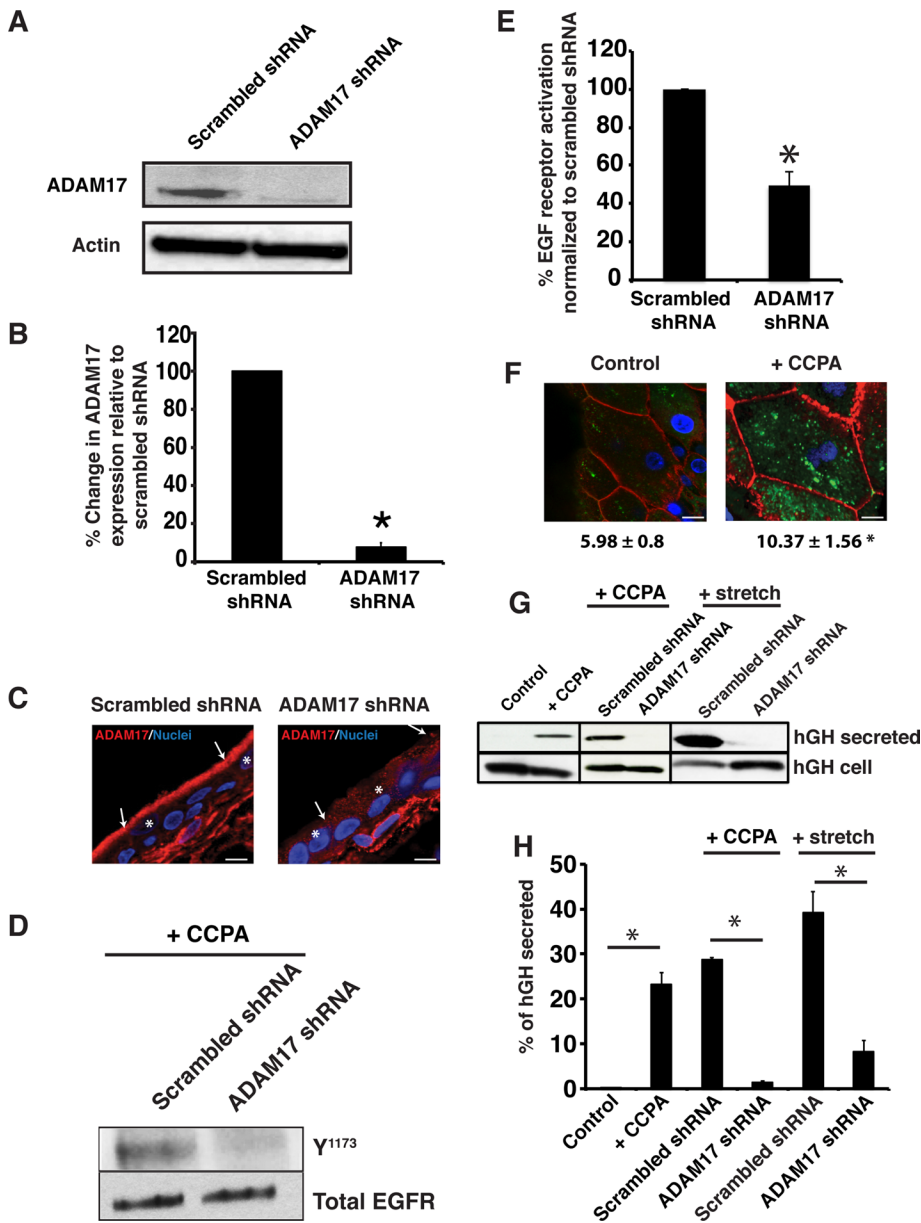 A
Scrambled shRNA
ADAM17 shRNA
ADAM17
Actin
B
% Change in ADAM17
expression relative to
scrambled shRNA
120
100
80
60
40
20
0
Scrambled
shRNA
ADAM17
shRNA
*
C
Scrambled shRNA
ADAM17 shRNA
ADAM17/Nuclei
ADAM17/Nuclei
*
*
*
*
D
+ CCPA
Scrambled shRNA
ADAM17 shRNA
Y1173
Total EGFR
E
% EGF receptor activation
normalized to scrambled shRNA
120
100
80
60
40
20
0
*
Scrambled
shRNA
ADAM17
shRNA
F
Control
+ CCPA
5.98 ± 0.8
10.37 ± 1.56 *
G
+ CCPA
+ stretch
Control
+ CCPA
Scrambled shRNA
ADAM17 shRNA
Scrambled shRNA
ADAM17 shRNA
hGH secreted
hGH cell
H
+ CCPA
+ stretch
% of hGH secreted
50
40
30
20
10
0
*
*
*
Control
+ CCPA
Scrambled shRNA
ADAM17 shRNA
Scrambled shRNA
ADAM17 shRNA